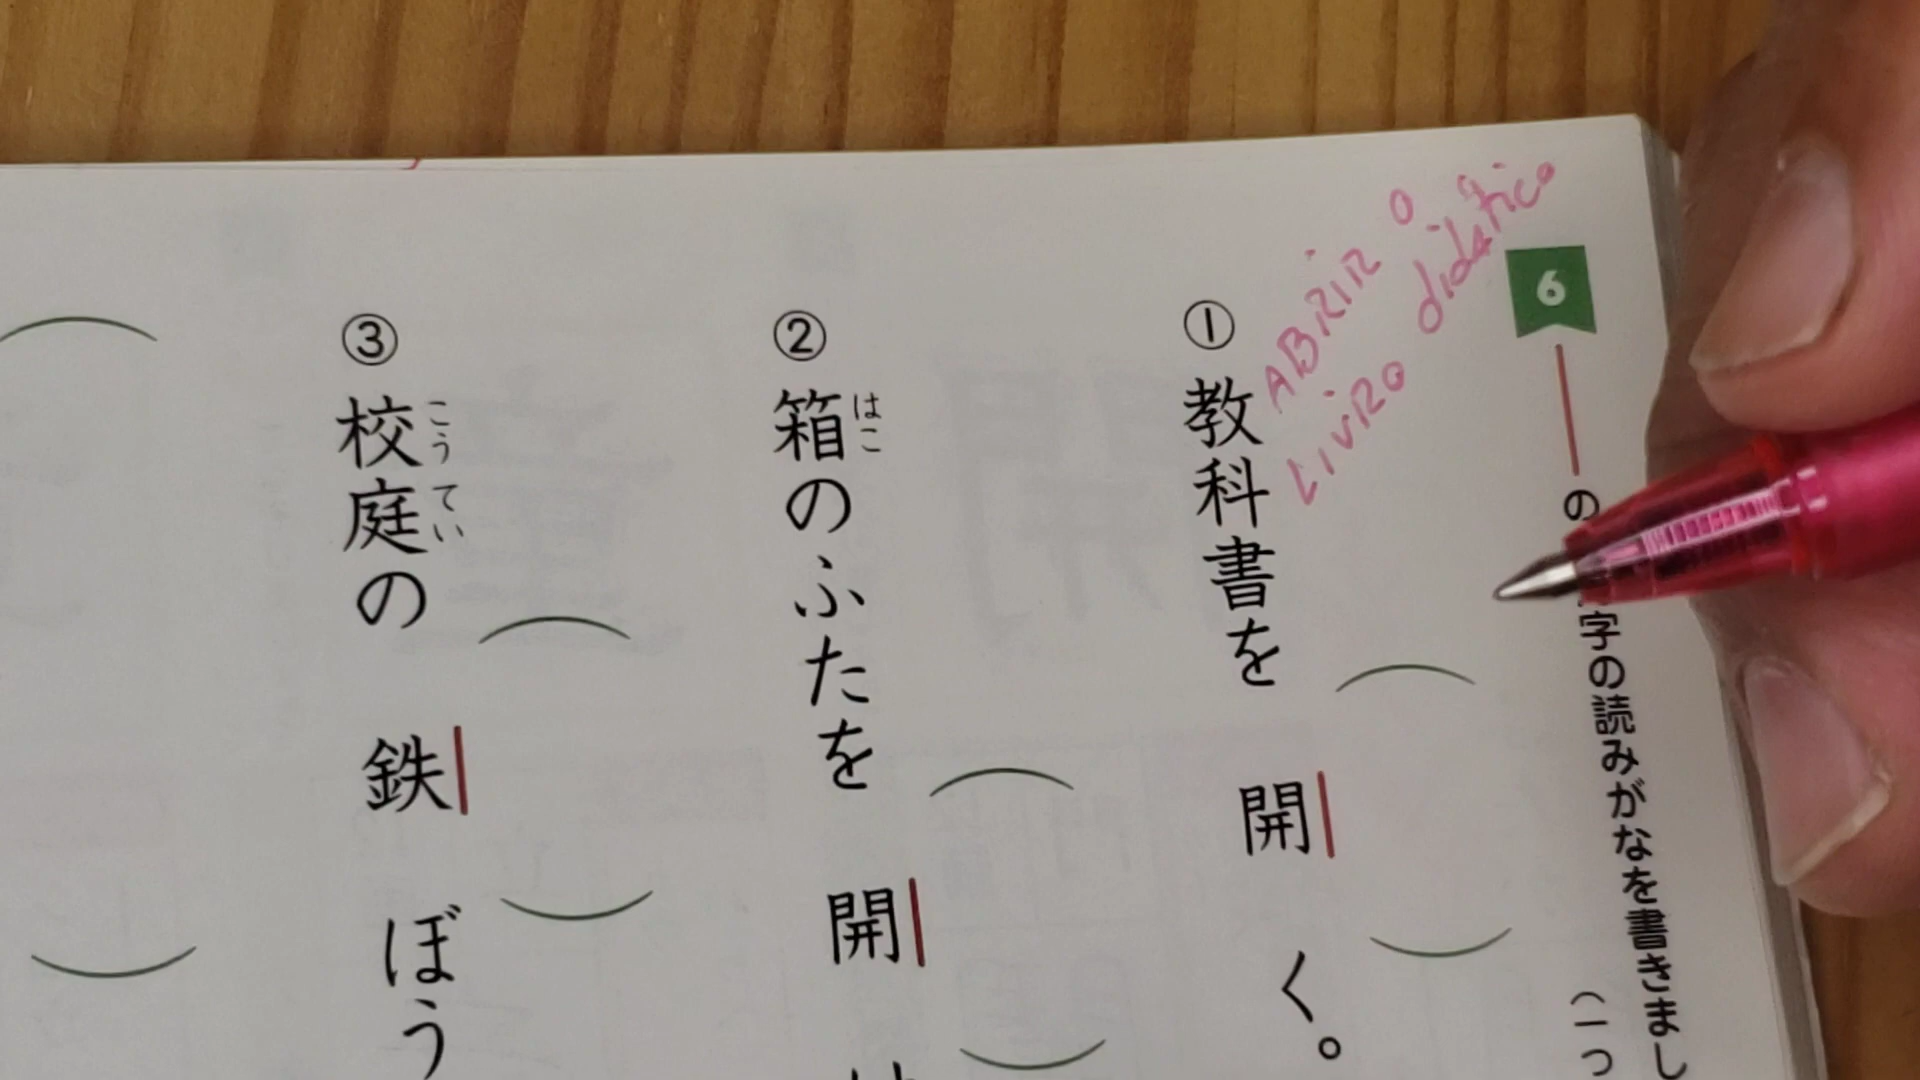 6
の
字の読みがなを書きまし
(一つ
ABRIR O
LIVRO didático
① 教科書を 開 く。
② 箱のふたを 開
はこ
③ 校庭の 鉄 ぼう
こうてい